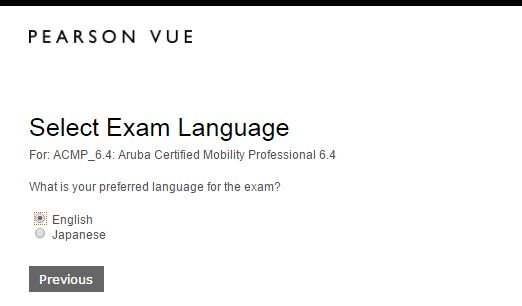 PEARSON VUE
Select Exam Language
For: ACMP_6.4: Aruba Certified Mobility Professional 6.4
What is your preferred language for the exam?
English
Japanese
Previous